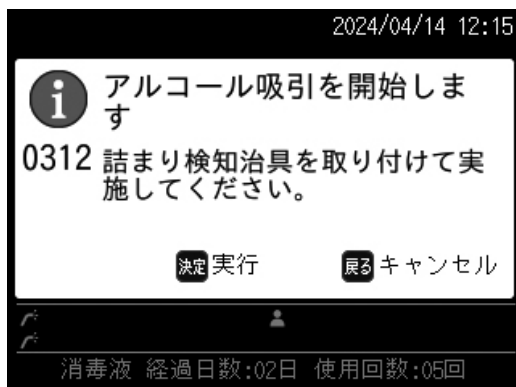 2024/04/14 12:15
アルコール吸引を開始しま
す
0312 詰まり検知治具を取り付けて実
施してください。
決定 実行 戻る キャンセル
消毒液 経過日数:02日 使用回数:05回